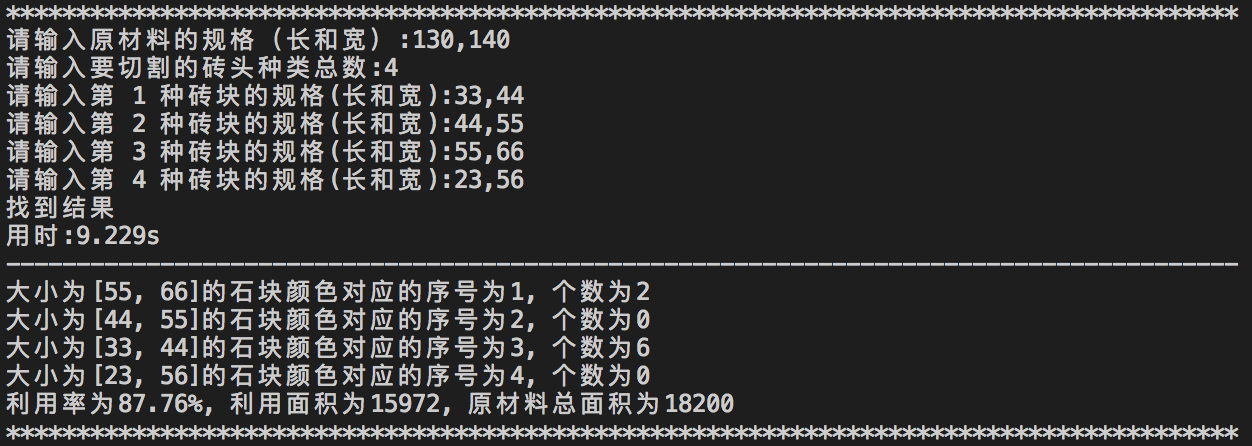 ****************************************************************************************
请输入原材料的规格 (长和宽) :130,140
请输入要切割的砖头种类总数:4
请输入第 1 种砖块的规格(长和宽):33,44
请输入第 2 种砖块的规格(长和宽):44,55
请输入第 3 种砖块的规格(长和宽):55,66
请输入第 4 种砖块的规格(长和宽):23,56
找到结果
用时:9.229s
----------------------------------------------------------------------------------------
大小为[55, 66]的石块颜色对应的序号为1, 个数为2
大小为[44, 55]的石块颜色对应的序号为2, 个数为0
大小为[33, 44]的石块颜色对应的序号为3, 个数为6
大小为[23, 56]的石块颜色对应的序号为4, 个数为0
利用率为87.76%, 利用面积为15972, 原材料总面积为18200
****************************************************************************************